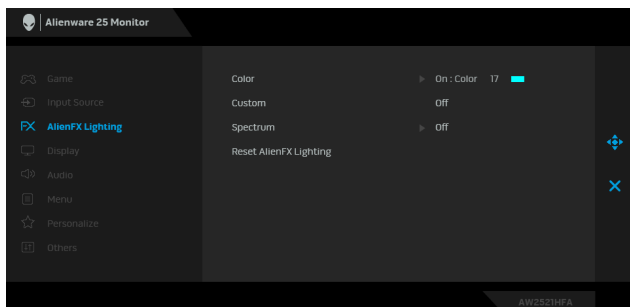 Alienware 25 Monitor
Game
Input Source
AlienFX Lighting
Display
Audio
Menu
Personalize
Others
Color On : Color 17
Custom Off
Spectrum Off
Reset AlienFX Lighting
AW2521HFA